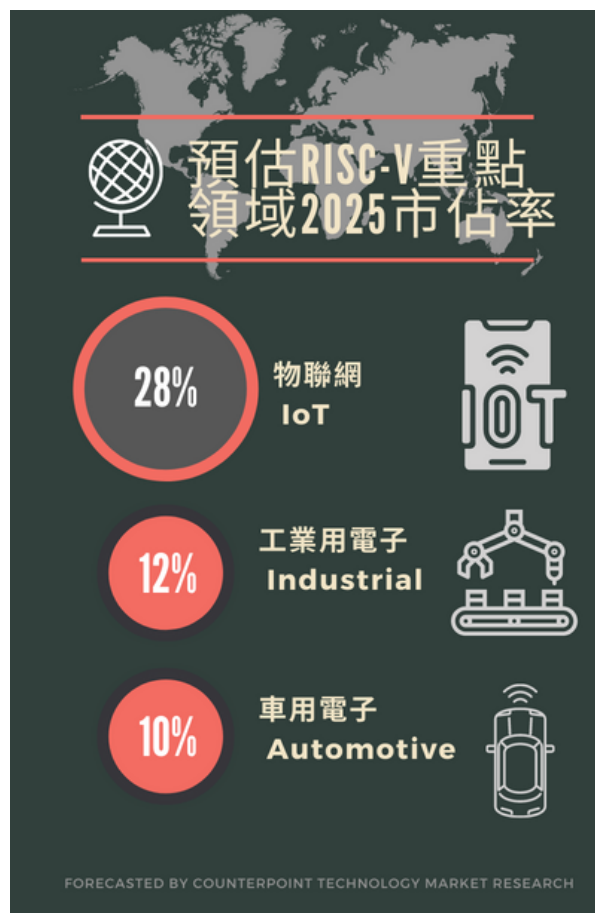 預估RISC-V重點
領域2025市佔率
28%
物聯網
IoT
IOT
12%
工業用電子
Industrial
10%
車用電子
Automotive
FORECASTED BY COUNTERPOINT TECHNOLOGY MARKET RESEARCH